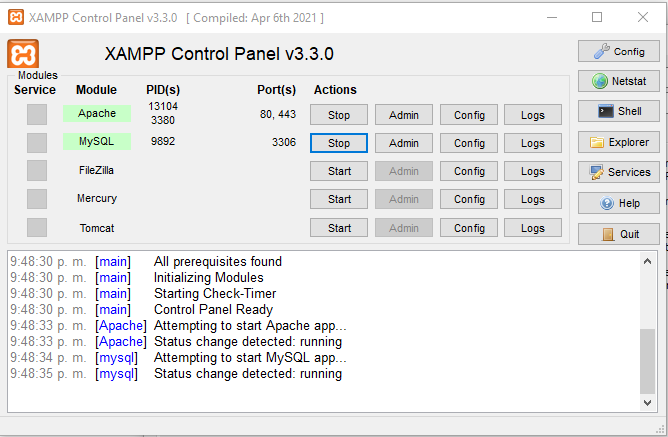 XAMPP Control Panel v3.3.0 [ Compiled: Apr 6th 2021 ]
XAMPP Control Panel v3.3.0
Config
Modules
Service Module PID(s) Port(s) Actions
Netstat
Apache 13104 3380 80, 443 Stop Admin Config Logs
Shell
MySQL 9892 3306 Stop Admin Config Logs
Explorer
FileZilla Start Admin Config Logs
Services
Mercury Start Admin Config Logs
Help
Tomcat Start Admin Config Logs
Quit
9:48:30 p. m. [main] All prerequisites found
9:48:30 p. m. [main] Initializing Modules
9:48:30 p. m. [main] Starting Check-Timer
9:48:30 p. m. [main] Control Panel Ready
9:48:33 p. m. [Apache] Attempting to start Apache app...
9:48:33 p. m. [Apache] Status change detected: running
9:48:34 p. m. [mysql] Attempting to start MySQL app...
9:48:35 p. m. [mysql] Status change detected: running